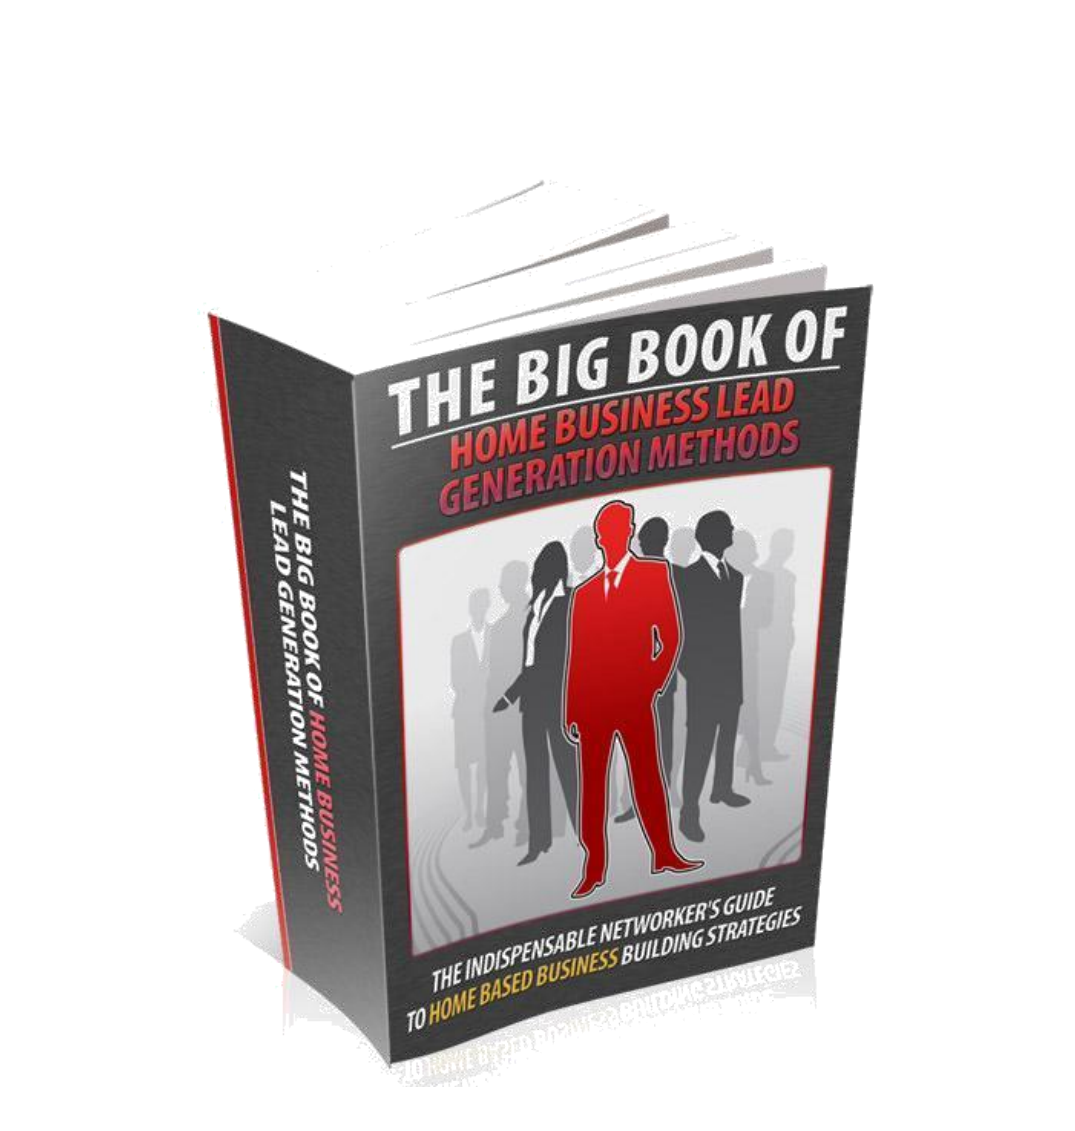 THE BIG BOOK OF
HOME BUSINESS LEAD
GENERATION METHODS
THE INDISPENSABLE NETWORKER'S GUIDE
TO HOME BASED BUSINESS BUILDING STRATEGIES
THE BIG BOOK OF HOME BUSINESS
LEAD GENERATION METHODS